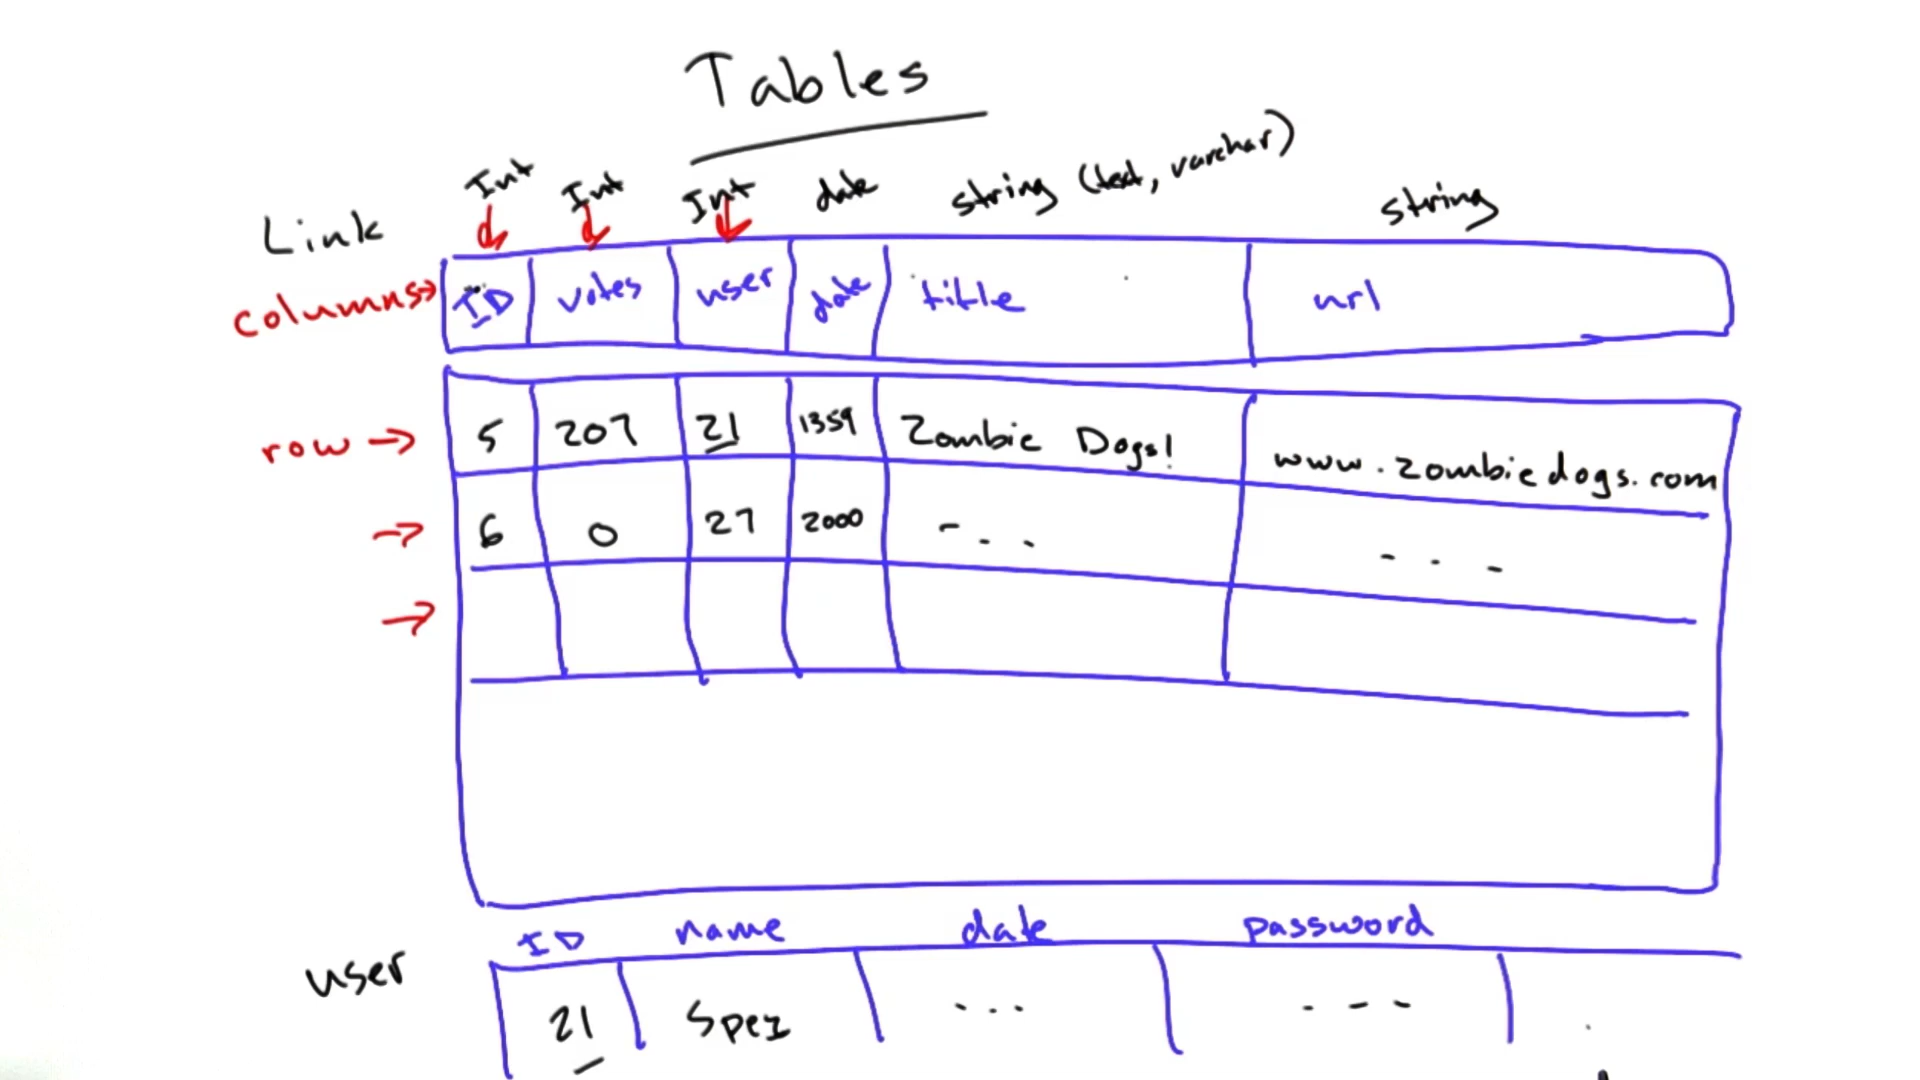 Tables
Int Int Int date string (text, varchar) string
Link
columns ID votes user date title url
row 5 207 21 1359 Zombie Dogs! www.zombiedogs.com
6 0 27 2000 - - - - - -
ID name date password
user
21 Spez ... - - -